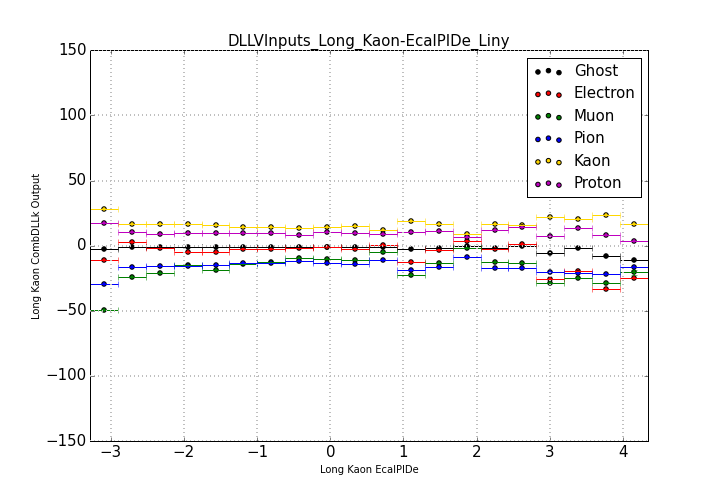 DLLVInputs_Long_Kaon-EcalPIDe_Liny
150
100
50
0
−50
−100
−150
Long Kaon CombDLLk Output
Ghost
Electron
Muon
Pion
Kaon
Proton
−3 −2 −1 0 1 2 3 4
Long Kaon EcalPIDe